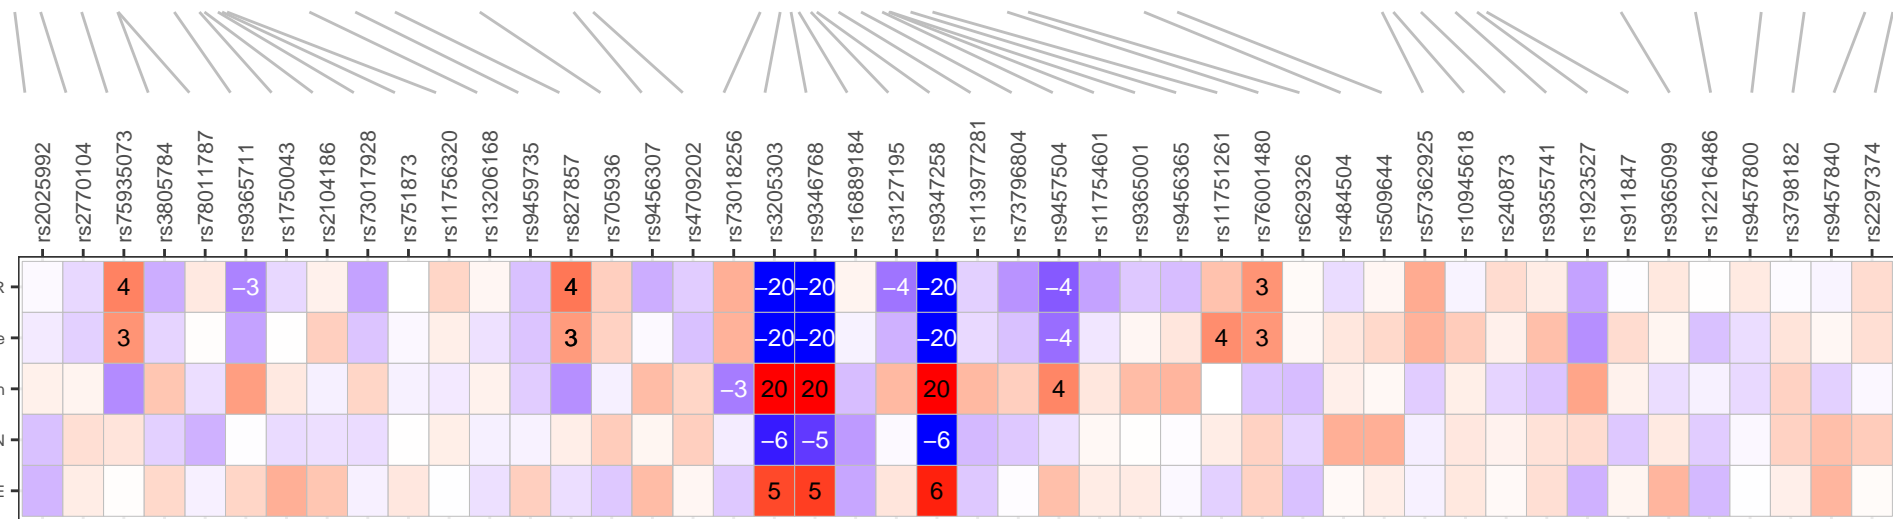 rs2025992
rs2770104
rs75935073
rs3805784
rs78011787
rs9365711
rs1750043
rs2104186
rs73017928
rs7518773
rs11756320
rs13206168
rs9459735
rs827857
rs7059936
rs9456307
rs4709202
rs73018256
rs3205303
rs9346768
rs168889184
rs3127195
rs9347258
rs113977281
rs73796804
rs9457504
rs11754601
rs9365001
rs9456365
rs11751261
rs76001480
rs629326
rs484504
rs509644
rs57362925
rs10945618
rs240873
rs9355741
rs1923527
rs911847
rs9365099
rs12216486
rs9457800
rs3798182
rs9457840
rs2297374
R 4 −3 4 −20 −20 −4 −20 −4 3
e 3 3 −20 −20 −20 −4 4 3
n −3 20 20 20 4
N −6 −5 −6
E 5 5 6